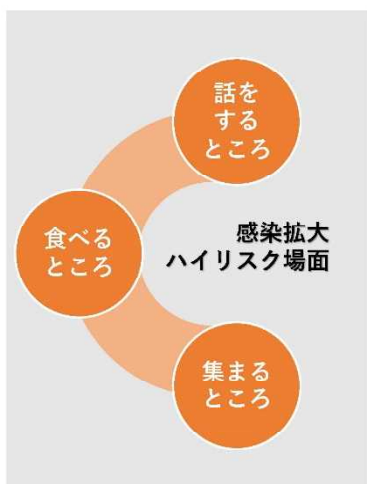 話を
する
ところ
食べる
ところ
感染拡大
ハイリスク場面
集まる
ところ